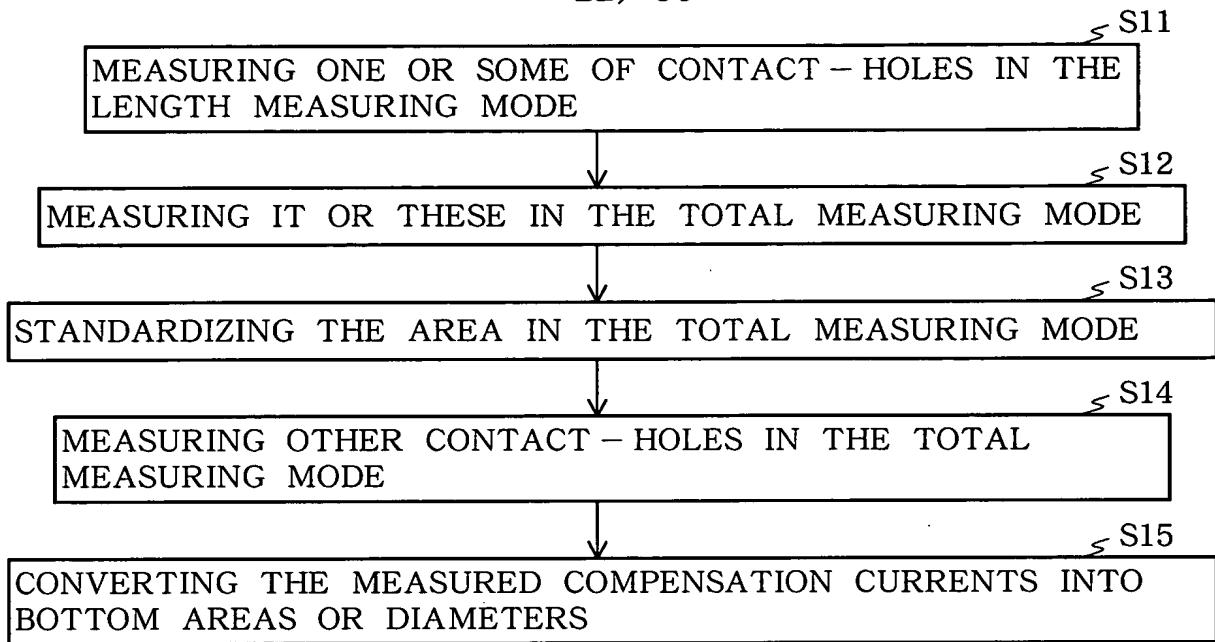 S11
MEASURING ONE OR SOME OF CONTACT – HOLES IN THE
LENGTH MEASURING MODE
S12
MEASURING IT OR THESE IN THE TOTAL MEASURING MODE
S13
STANDARDIZING THE AREA IN THE TOTAL MEASURING MODE
S14
MEASURING OTHER CONTACT – HOLES IN THE TOTAL
MEASURING MODE
S15
CONVERTING THE MEASURED COMPENSATION CURRENTS INTO
BOTTOM AREAS OR DIAMETERS